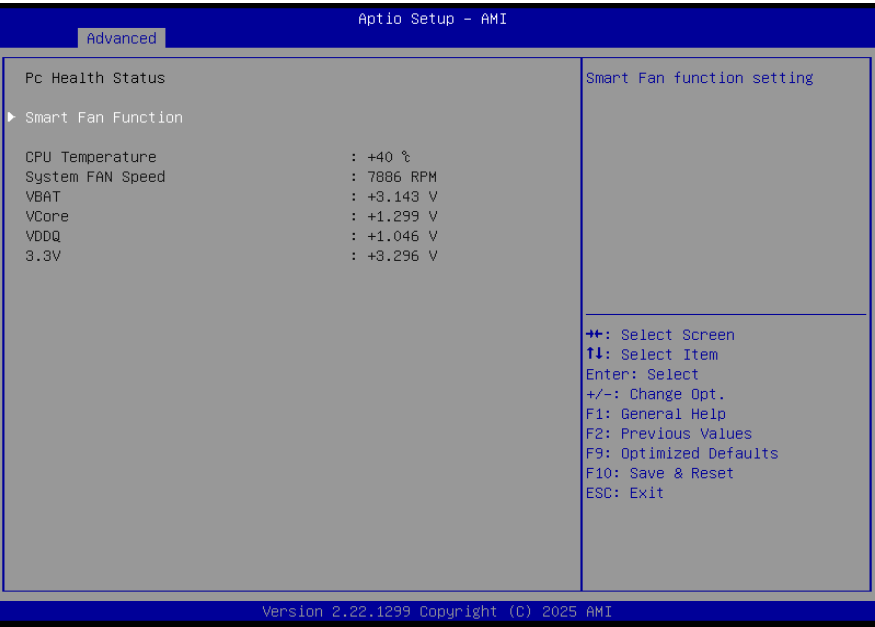 Aptio Setup – AMI
Advanced
Pc Health Status
Smart Fan Function
CPU Temperature : +40 ℃
System FAN Speed : 7886 RPM
VBAT : +3.143 V
VCore : +1.299 V
VDDQ : +1.046 V
3.3V : +3.296 V
Smart Fan function setting
→←: Select Screen
↑↓: Select Item
Enter: Select
+/-: Change Opt.
F1: General Help
F2: Previous Values
F9: Optimized Defaults
F10: Save & Reset
ESC: Exit
Version 2.22.1299 Copyright (C) 2025 AMI